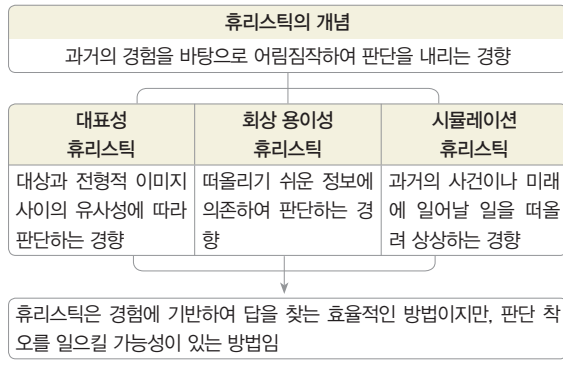 휴리스틱의 개념
과거의 경험을 바탕으로 어림짐작하여 판단을 내리는 경향
대표성
휴리스틱
대상과 전형적 이미지
사이의 유사성에 따라
판단하는 경향
회상 용이성
휴리스틱
떠올리기 쉬운 정보에
의존하여 판단하는 경
향
시뮬레이션
휴리스틱
과거의 사건이나 미래
에 일어날 일을 떠올
려 상상하는 경향
휴리스틱은 경험에 기반하여 답을 찾는 효율적인 방법이지만, 판단 착
오를 일으킬 가능성이 있는 방법임